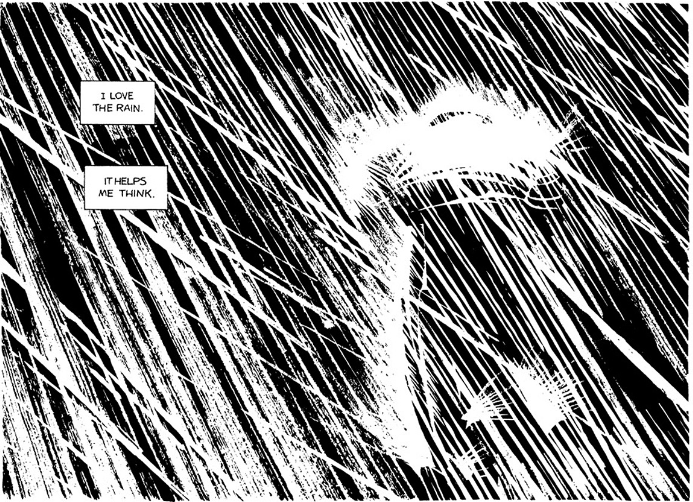 I LOVE
THE RAIN.
IT HELPS
ME THINK.